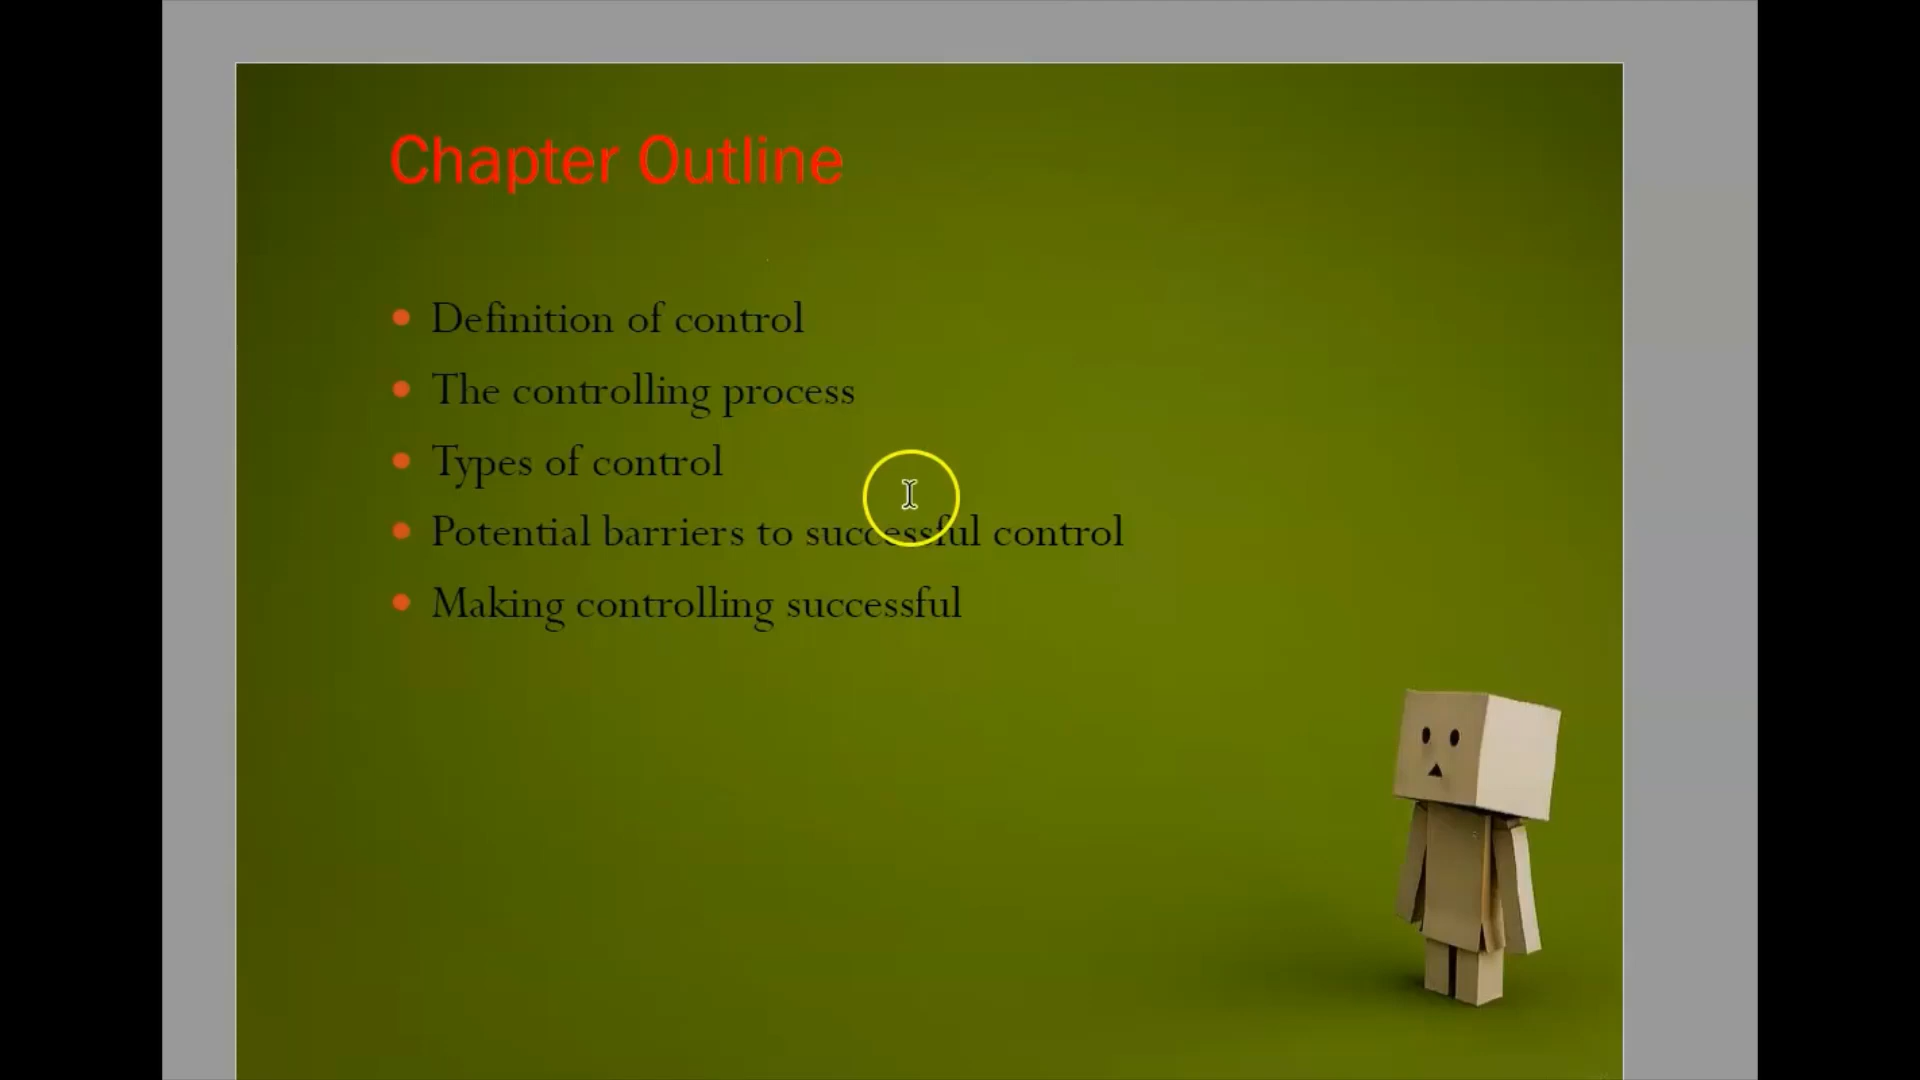 Chapter Outline
Definition of control
The controlling process
Types of control
Potential barriers to successful control
Making controlling successful